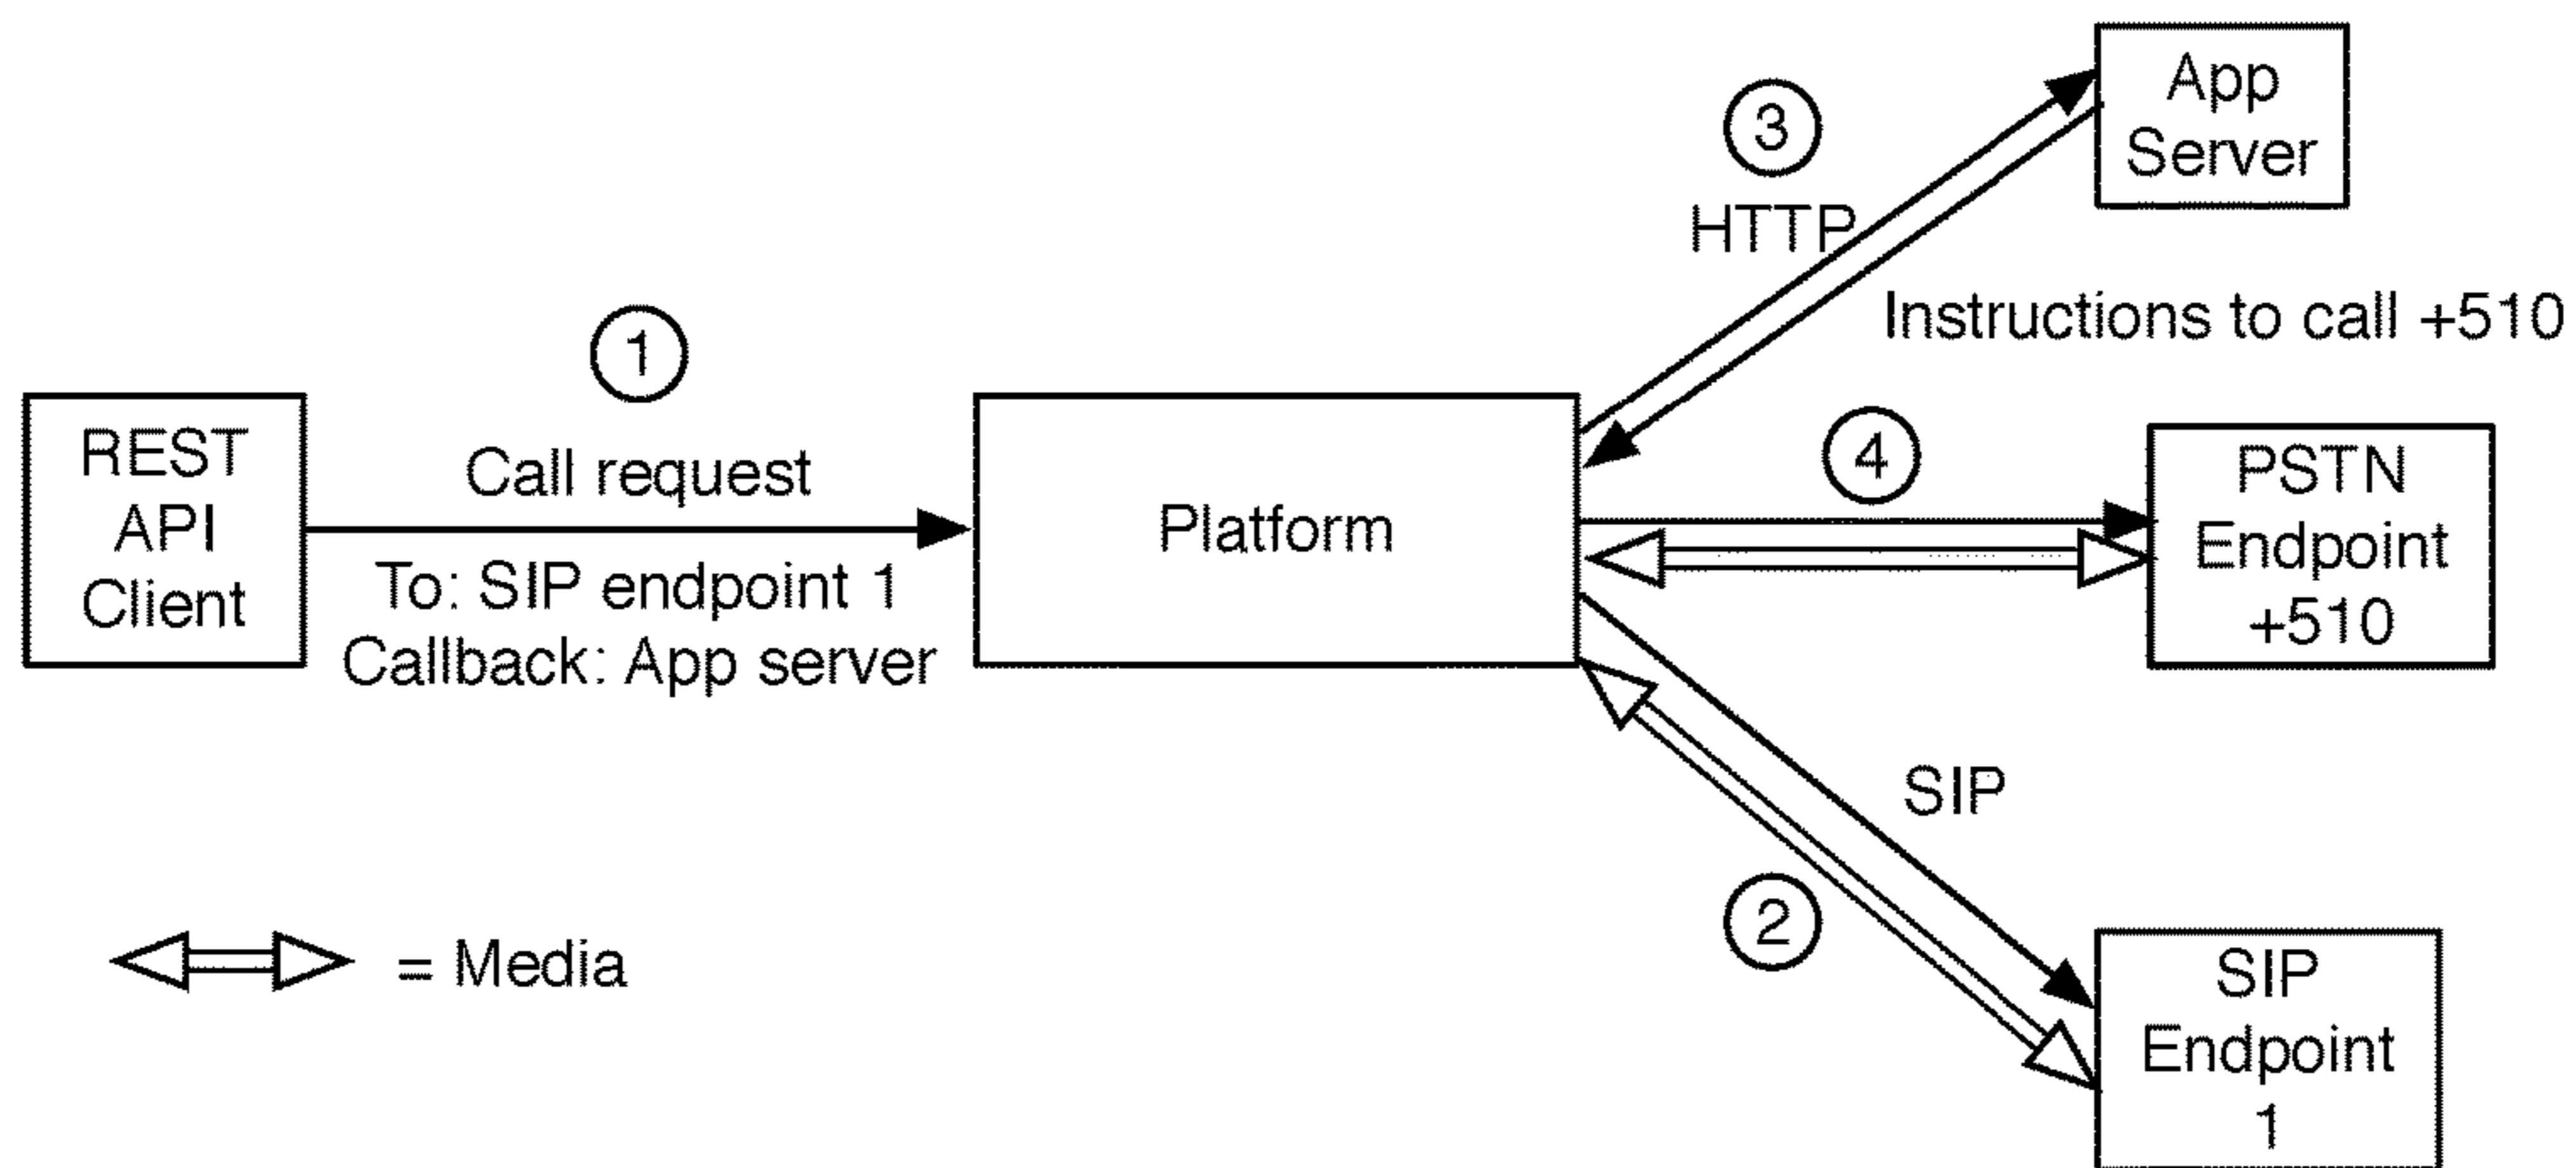 App
Server
3
HTTP
Instructions to call +510
1
REST
API
Client
Call request
To: SIP endpoint 1
Callback: App server
Platform
4
PSTN
Endpoint
+510
SIP
2
= Media
SIP
Endpoint
1